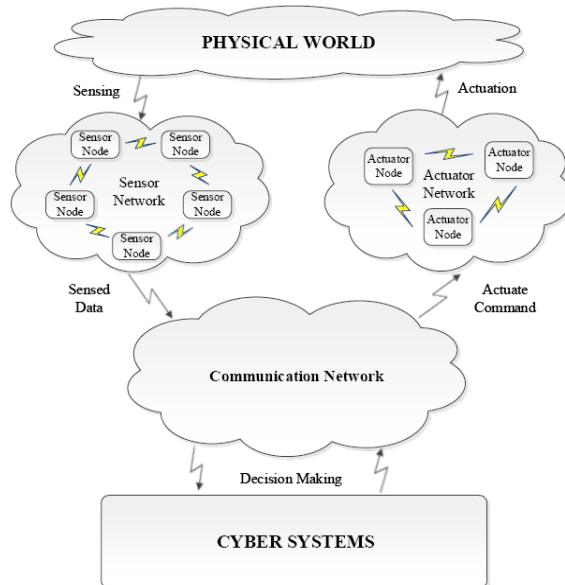 PHYSICAL WORLD
Sensing
Actuation
Sensor
Node
Sensor
Node
Sensor
Node
Sensor
Network
Sensor
Node
Sensor
Node
Actuator
Node
Actuator
Node
Actuator
Network
Actuator
Node
Sensed
Data
Actuate
Command
Communication Network
Decision Making
CYBER SYSTEMS